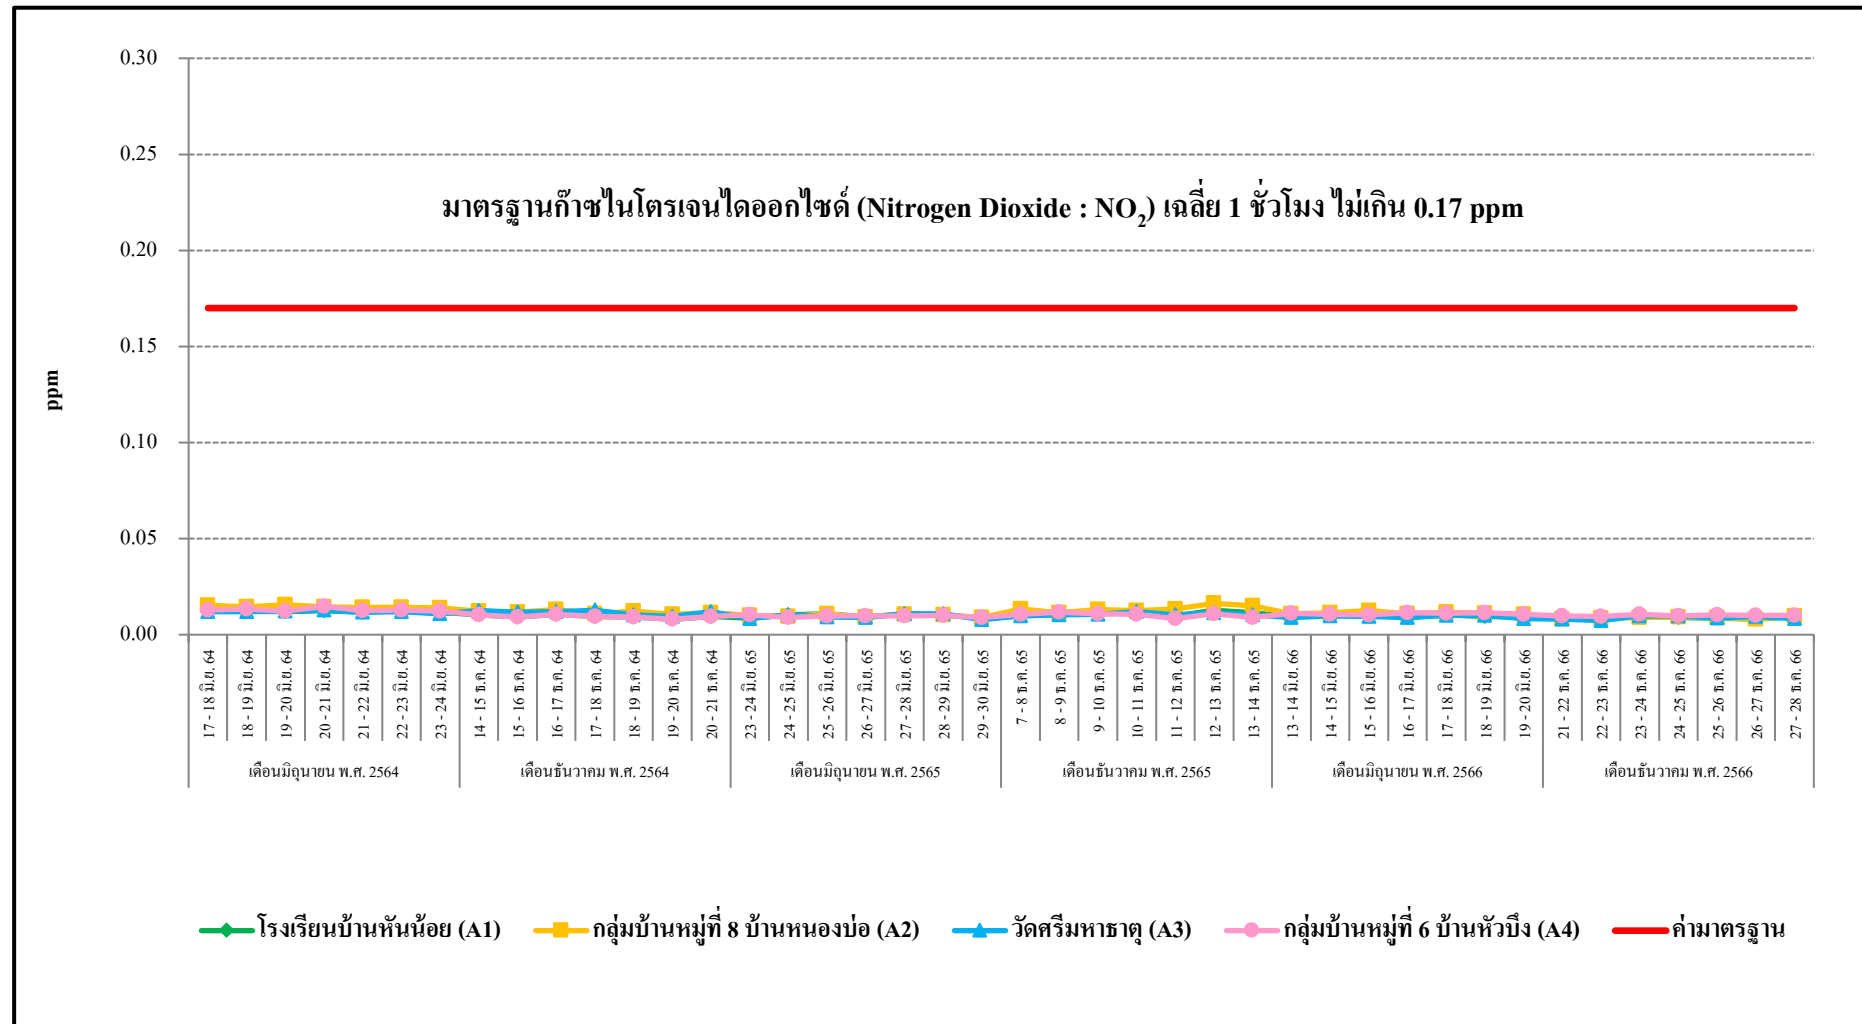 0.30
0.25
มาตรฐานก๊าซไนโตรเจนไดออกไซด์ (Nitrogen Dioxide : NO₂) เฉลี่ย 1 ชั่วโมง ไม่เกิน 0.17 ppm
0.20
0.15
ppm
0.10
0.05
0.00
17 - 18 มิ.ย. 64
18 - 19 มิ.ย. 64
19 - 20 มิ.ย. 64
20 - 21 มิ.ย. 64
21 - 22 มิ.ย. 64
22 - 23 มิ.ย. 64
23 - 24 มิ.ย. 64
14 - 15 ธ.ค. 64
15 - 16 ธ.ค. 64
16 - 17 ธ.ค. 64
17 - 18 ธ.ค. 64
18 - 19 ธ.ค. 64
19 - 20 ธ.ค. 64
20 - 21 ธ.ค. 64
23 - 24 มิ.ย. 65
24 - 25 มิ.ย. 65
25 - 26 มิ.ย. 65
26 - 27 มิ.ย. 65
27 - 28 มิ.ย. 65
28 - 29 มิ.ย. 65
29 - 30 มิ.ย. 65
7 - 8 ธ.ค. 65
8 - 9 ธ.ค. 65
9 - 10 ธ.ค. 65
10 - 11 ธ.ค. 65
11 - 12 ธ.ค. 65
12 - 13 ธ.ค. 65
13 - 14 ธ.ค. 65
13 - 14 มิ.ย. 66
14 - 15 มิ.ย. 66
15 - 16 มิ.ย. 66
16 - 17 มิ.ย. 66
17 - 18 มิ.ย. 66
18 - 19 มิ.ย. 66
19 - 20 มิ.ย. 66
21 - 22 ธ.ค. 66
22 - 23 ธ.ค. 66
23 - 24 ธ.ค. 66
24 - 25 ธ.ค. 66
25 - 26 ธ.ค. 66
26 - 27 ธ.ค. 66
27 - 28 ธ.ค. 66
เดือนมิถุนายน พ.ศ. 2564
เดือนธันวาคม พ.ศ. 2564
เดือนมิถุนายน พ.ศ. 2565
เดือนธันวาคม พ.ศ. 2565
เดือนมิถุนายน พ.ศ. 2566
เดือนธันวาคม พ.ศ. 2566
โรงเรียนบ้านหันน้อย (A1)
กลุ่มบ้านหมู่ที่ 8 บ้านหนองบ่อ (A2)
วัดศรีมหาธาตุ (A3)
กลุ่มบ้านหมู่ที่ 6 บ้านหัวบึง (A4)
ค่ามาตรฐาน